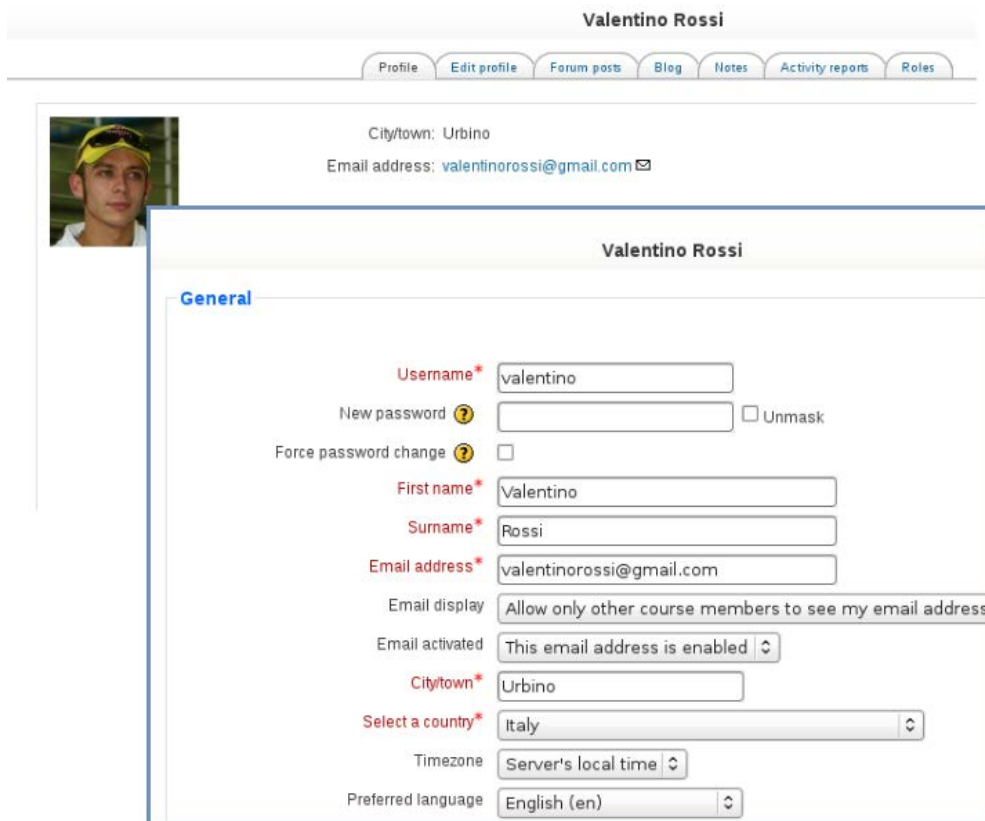 Valentino Rossi
Profile Edit profile Forum posts Blog Notes Activity reports Roles
City/town: Urbino
Email address: valentinorossi@gmail.com
Valentino Rossi
General
Username* valentino
New password ? Unmask
Force password change ?
First name* Valentino
Surname* Rossi
Email address* valentinorossi@gmail.com
Email display Allow only other course members to see my email address
Email activated This email address is enabled
City/town* Urbino
Select a country* Italy
Timezone Server's local time
Preferred language English (en)